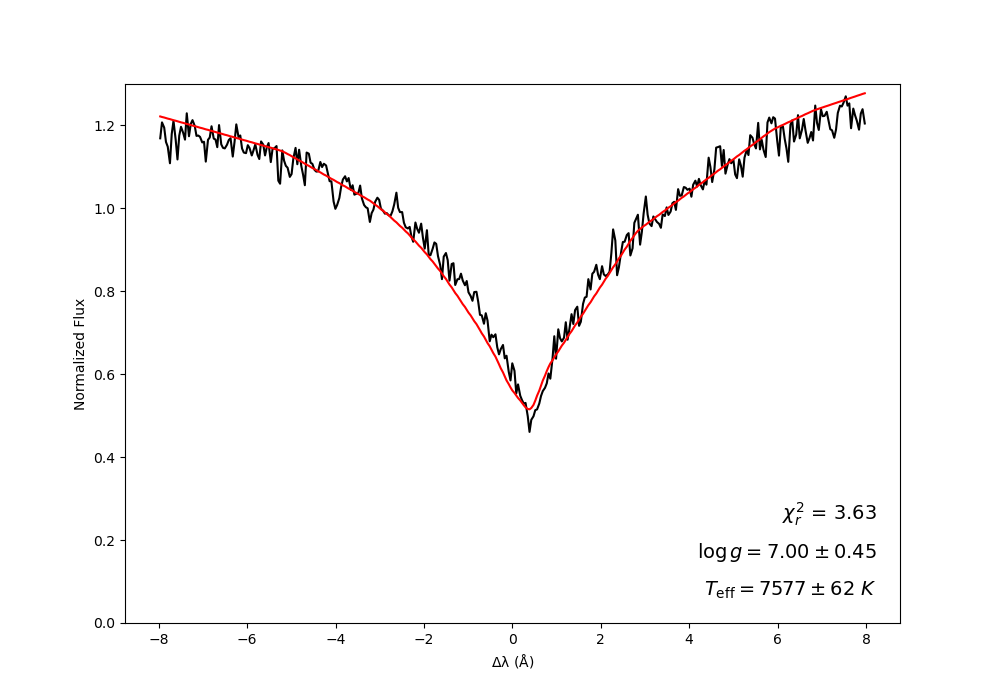 Normalized Flux
1.2
1.0
0.8
0.6
0.4
0.2
0.0
χ²ᵣ = 3.63
log g = 7.00 ± 0.45
T_eff = 7577 ± 62 K
−8 −6 −4 −2 0 2 4 6 8
Δλ (Å)